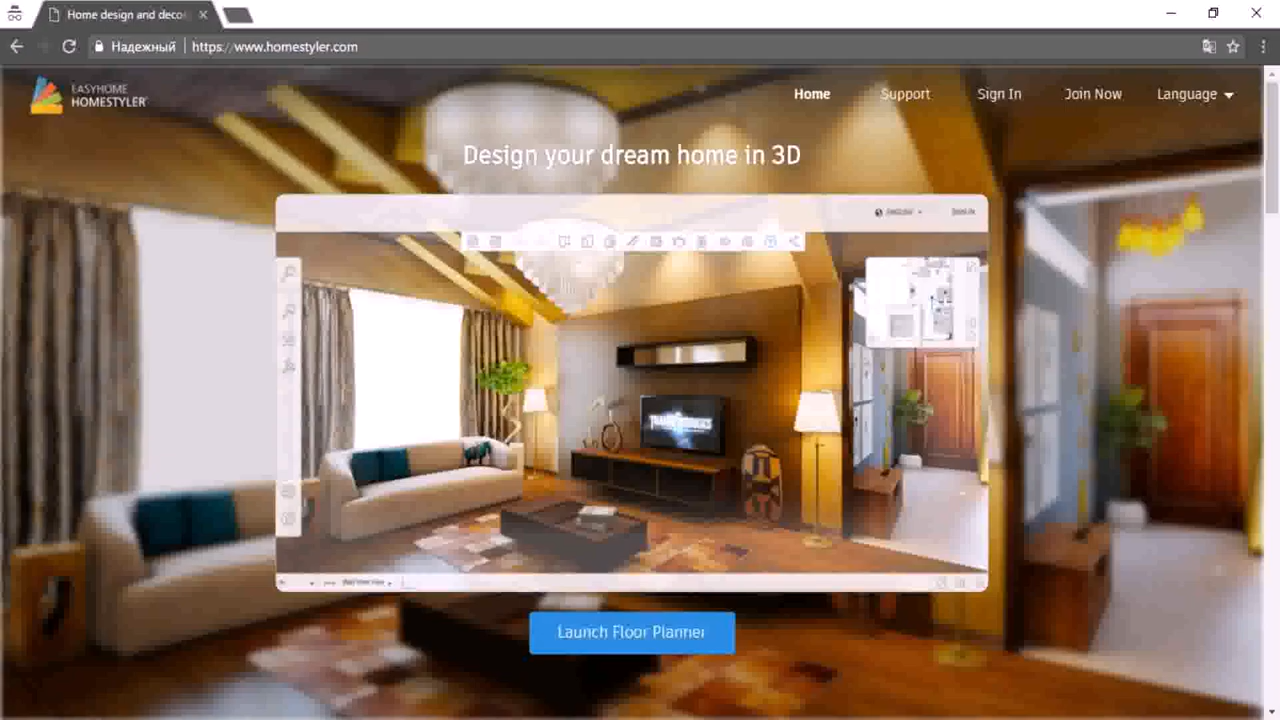 Home design and deco
Надежный
https://www.homestyler.com
EASYHOME
HOMESTYLER
Home
Support
Sign In
Join Now
Language
Design your dream home in 3D
Launch Floor Planner